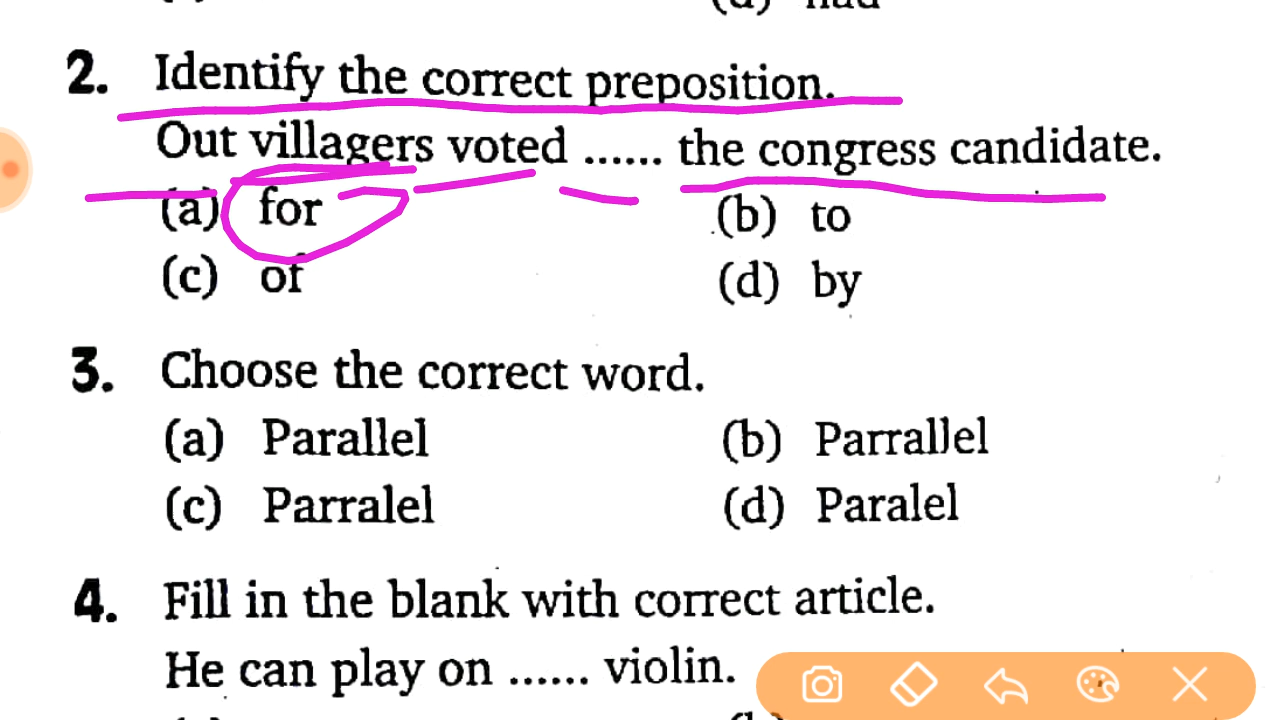 2. Identify the correct preposition.
Out villagers voted ...... the congress candidate.
(a) for (b) to
(c) of (d) by
3. Choose the correct word.
(a) Parallel (b) Parrallel
(c) Parralel (d) Paralel
4. Fill in the blank with correct article.
He can play on ...... violin.